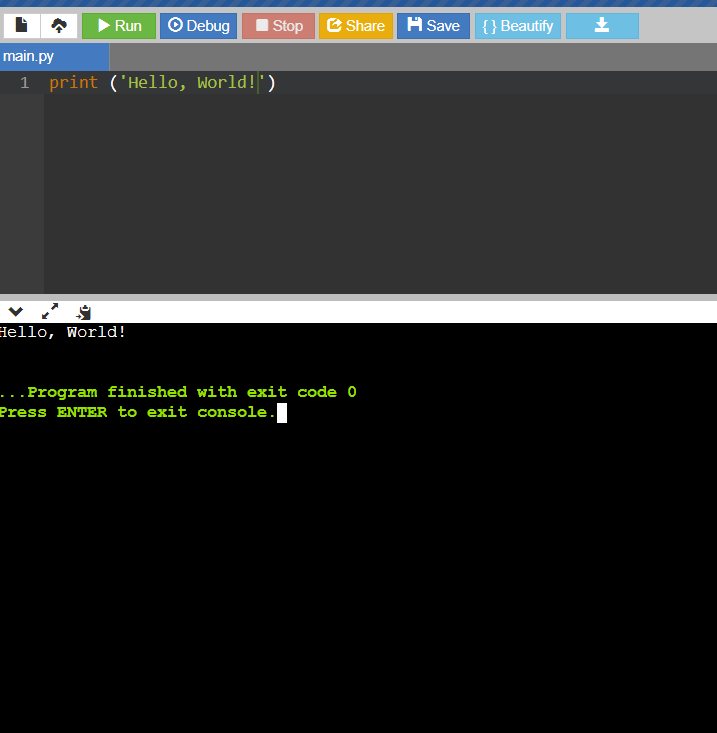 Run Debug Stop Share Save { } Beautify
main.py
1 print ('Hello, World!')
Hello, World!
...Program finished with exit code 0
Press ENTER to exit console.